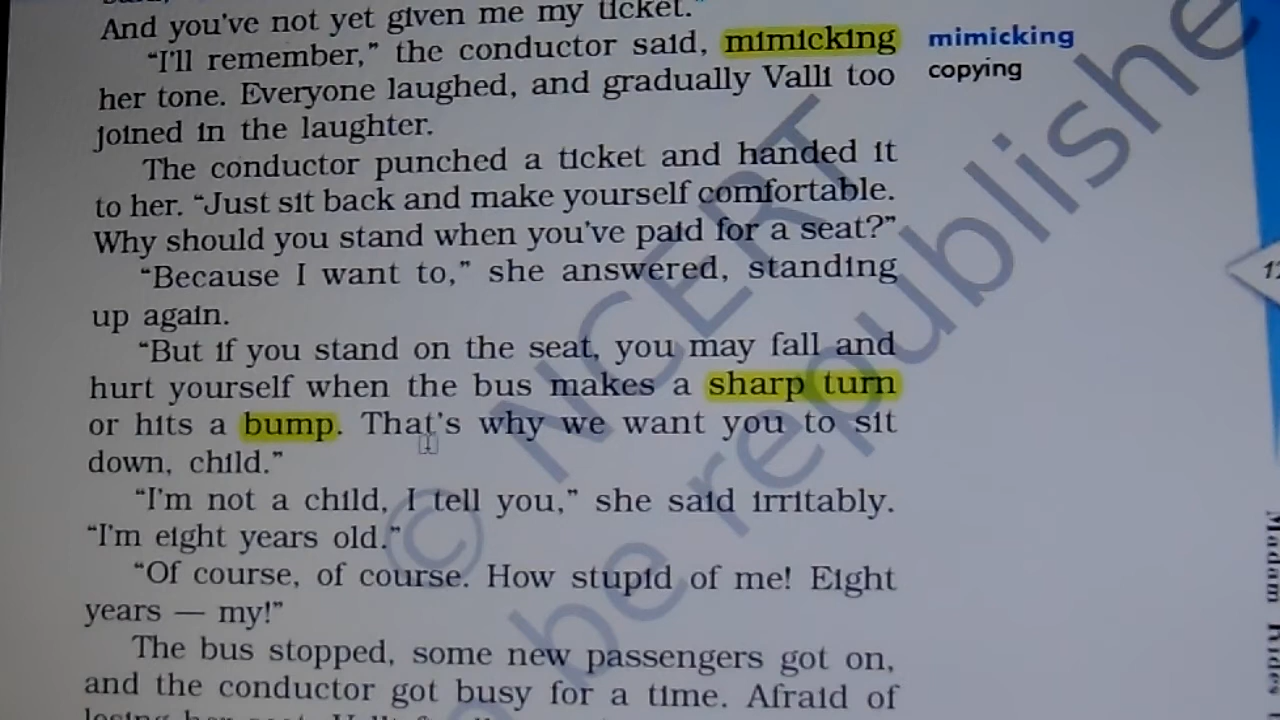 And you've not yet given me my ticket."
"I'll remember," the conductor said, mimicking
her tone. Everyone laughed, and gradually Valli too
joined in the laughter.
mimicking
copying
The conductor punched a ticket and handed it
to her. "Just sit back and make yourself comfortable.
Why should you stand when you've paid for a seat?"
"Because I want to," she answered, standing
up again.
"But if you stand on the seat, you may fall and
hurt yourself when the bus makes a sharp turn
or hits a bump. That's why we want you to sit
down, child."
"I'm not a child, I tell you," she said irritably.
"I'm eight years old."
"Of course, of course. How stupid of me! Eight
years — my!"
The bus stopped, some new passengers got on,
and the conductor got busy for a time. Afraid of
© NCERT
be republishe
Madam Rides